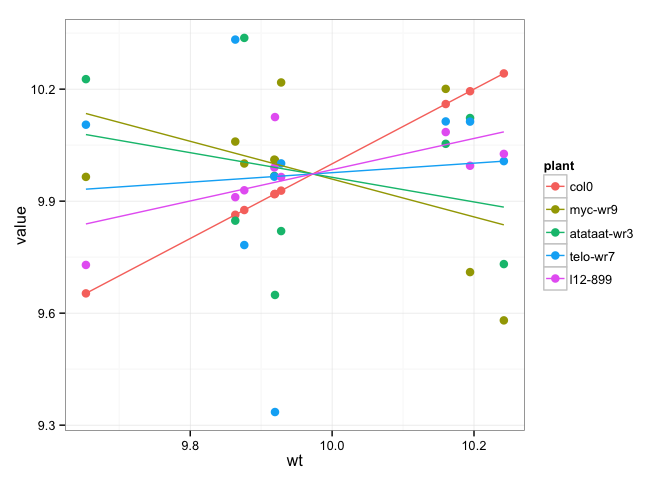 10.2
9.9
9.6
9.3
value
9.8
10.0
10.2
wt
plant
col0
myc-wr9
atataat-wr3
telo-wr7
l12-899